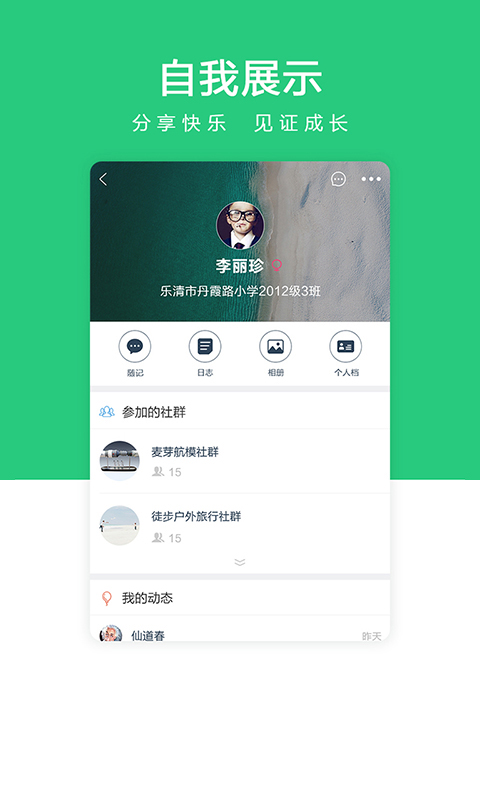 自我展示
分享快乐 见证成长
李丽珍
乐清市丹霞路小学2012级3班
随记 日志 相册 个人档
参加的社群
麦芽航模社群
15
徒步户外旅行社群
15
我的动态
仙道春 昨天